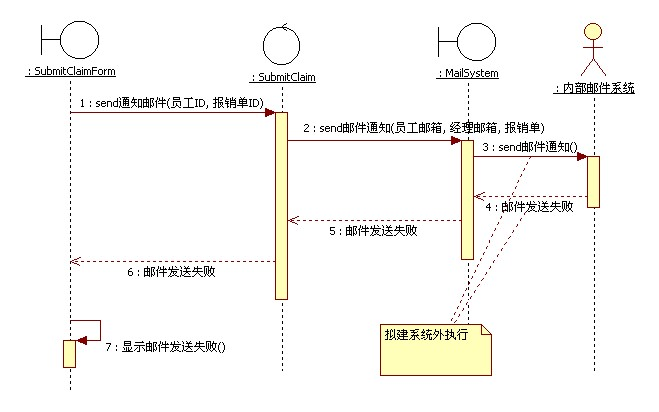 : SubmitClaimForm
: SubmitClaim
: MailSystem
: 内部邮件系统
1 : send通知邮件(员工ID, 报销单ID)
2 : send邮件通知(员工邮箱, 经理邮箱, 报销单)
3 : send邮件通知()
4 : 邮件发送失败
5 : 邮件发送失败
6 : 邮件发送失败
7 : 显示邮件发送失败()
拟建系统外执行